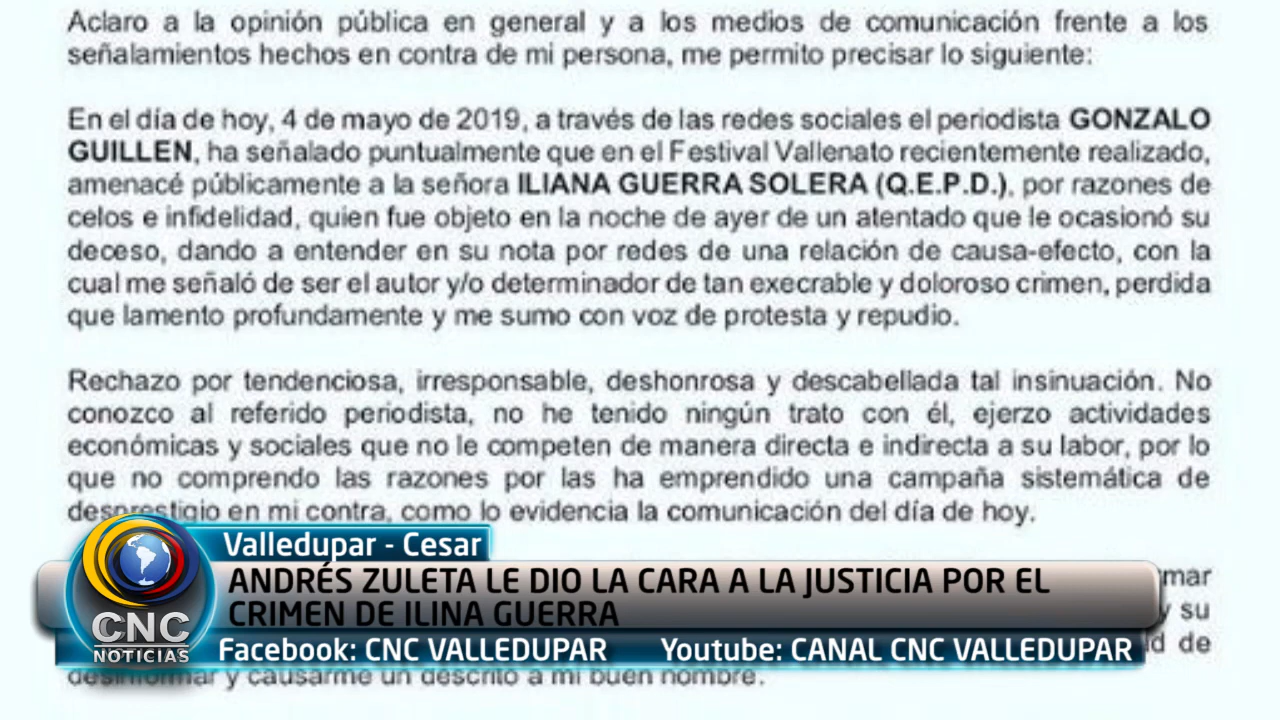 Aclaro a la opinión pública en general y a los medios de comunicación frente a los
señalamientos hechos en contra de mi persona, me permito precisar lo siguiente:
En el día de hoy, 4 de mayo de 2019, a través de las redes sociales el periodista GONZALO
GUILLEN, ha señalado puntualmente que en el Festival Vallenato recientemente realizado,
amenacé públicamente a la señora ILIANA GUERRA SOLERA (Q.E.P.D.), por razones de
celos e infidelidad, quien fue objeto en la noche de ayer de un atentado que le ocasionó su
deceso, dando a entender en su nota por redes de una relación de causa-efecto, con la
cual me señaló de ser el autor y/o determinador de tan execrable y doloroso crimen, perdida
que lamento profundamente y me sumo con voz de protesta y repudio.
Rechazo por tendenciosa, irresponsable, deshonrosa y descabellada tal insinuación. No
conozco al referido periodista, no he tenido ningún trato con él, ejerzo actividades
económicas y sociales que no le competen de manera directa e indirecta a su labor, por lo
que no comprendo las razones por las ha emprendido una campaña sistemática de
desprestigio en mi contra, como lo evidencia la comunicación del día de hoy.
Valledupar - Cesar
ANDRÉS ZULETA LE DIO LA CARA A LA JUSTICIA POR EL
CRIMEN DE ILINA GUERRA
y su
CNC
NOTICIAS
Facebook: CNC VALLEDUPAR Youtube: CANAL CNC VALLEDUPAR
de
desinformar y causarme un descrito a mi buen nombre.